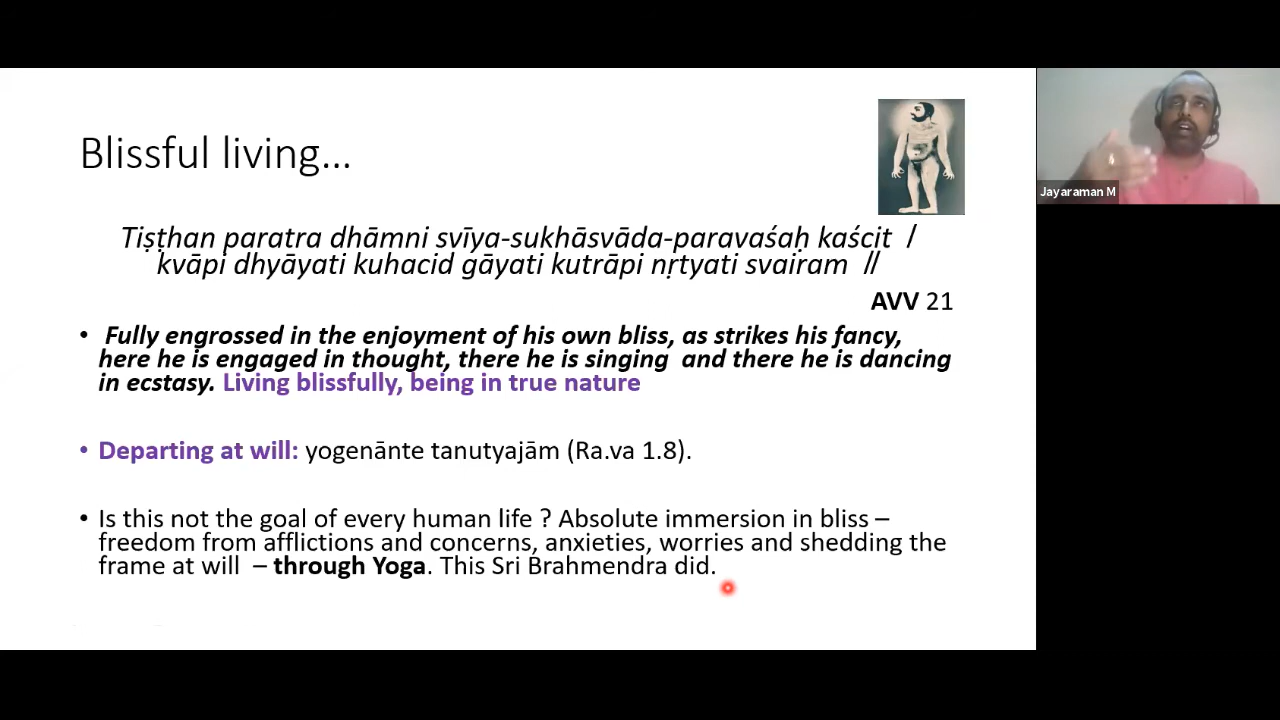 Blissful living...
Tiṣṭhan paratra dhāmni svīya-sukhāsvāda-paravaśaḥ kaścit /
kvāpi dhyāyati kuhacid gāyati kutrāpi nṛtyati svairam //
AVV 21
• Fully engrossed in the enjoyment of his own bliss, as strikes his fancy,
here he is engaged in thought, there he is singing and there he is dancing
in ecstasy. Living blissfully, being in true nature
• Departing at will: yogenānte tanutyajām (Ra.va 1.8).
• Is this not the goal of every human life ? Absolute immersion in bliss –
freedom from afflictions and concerns, anxieties, worries and shedding the
frame at will – through Yoga. This Sri Brahmendra did.
Jayaraman M